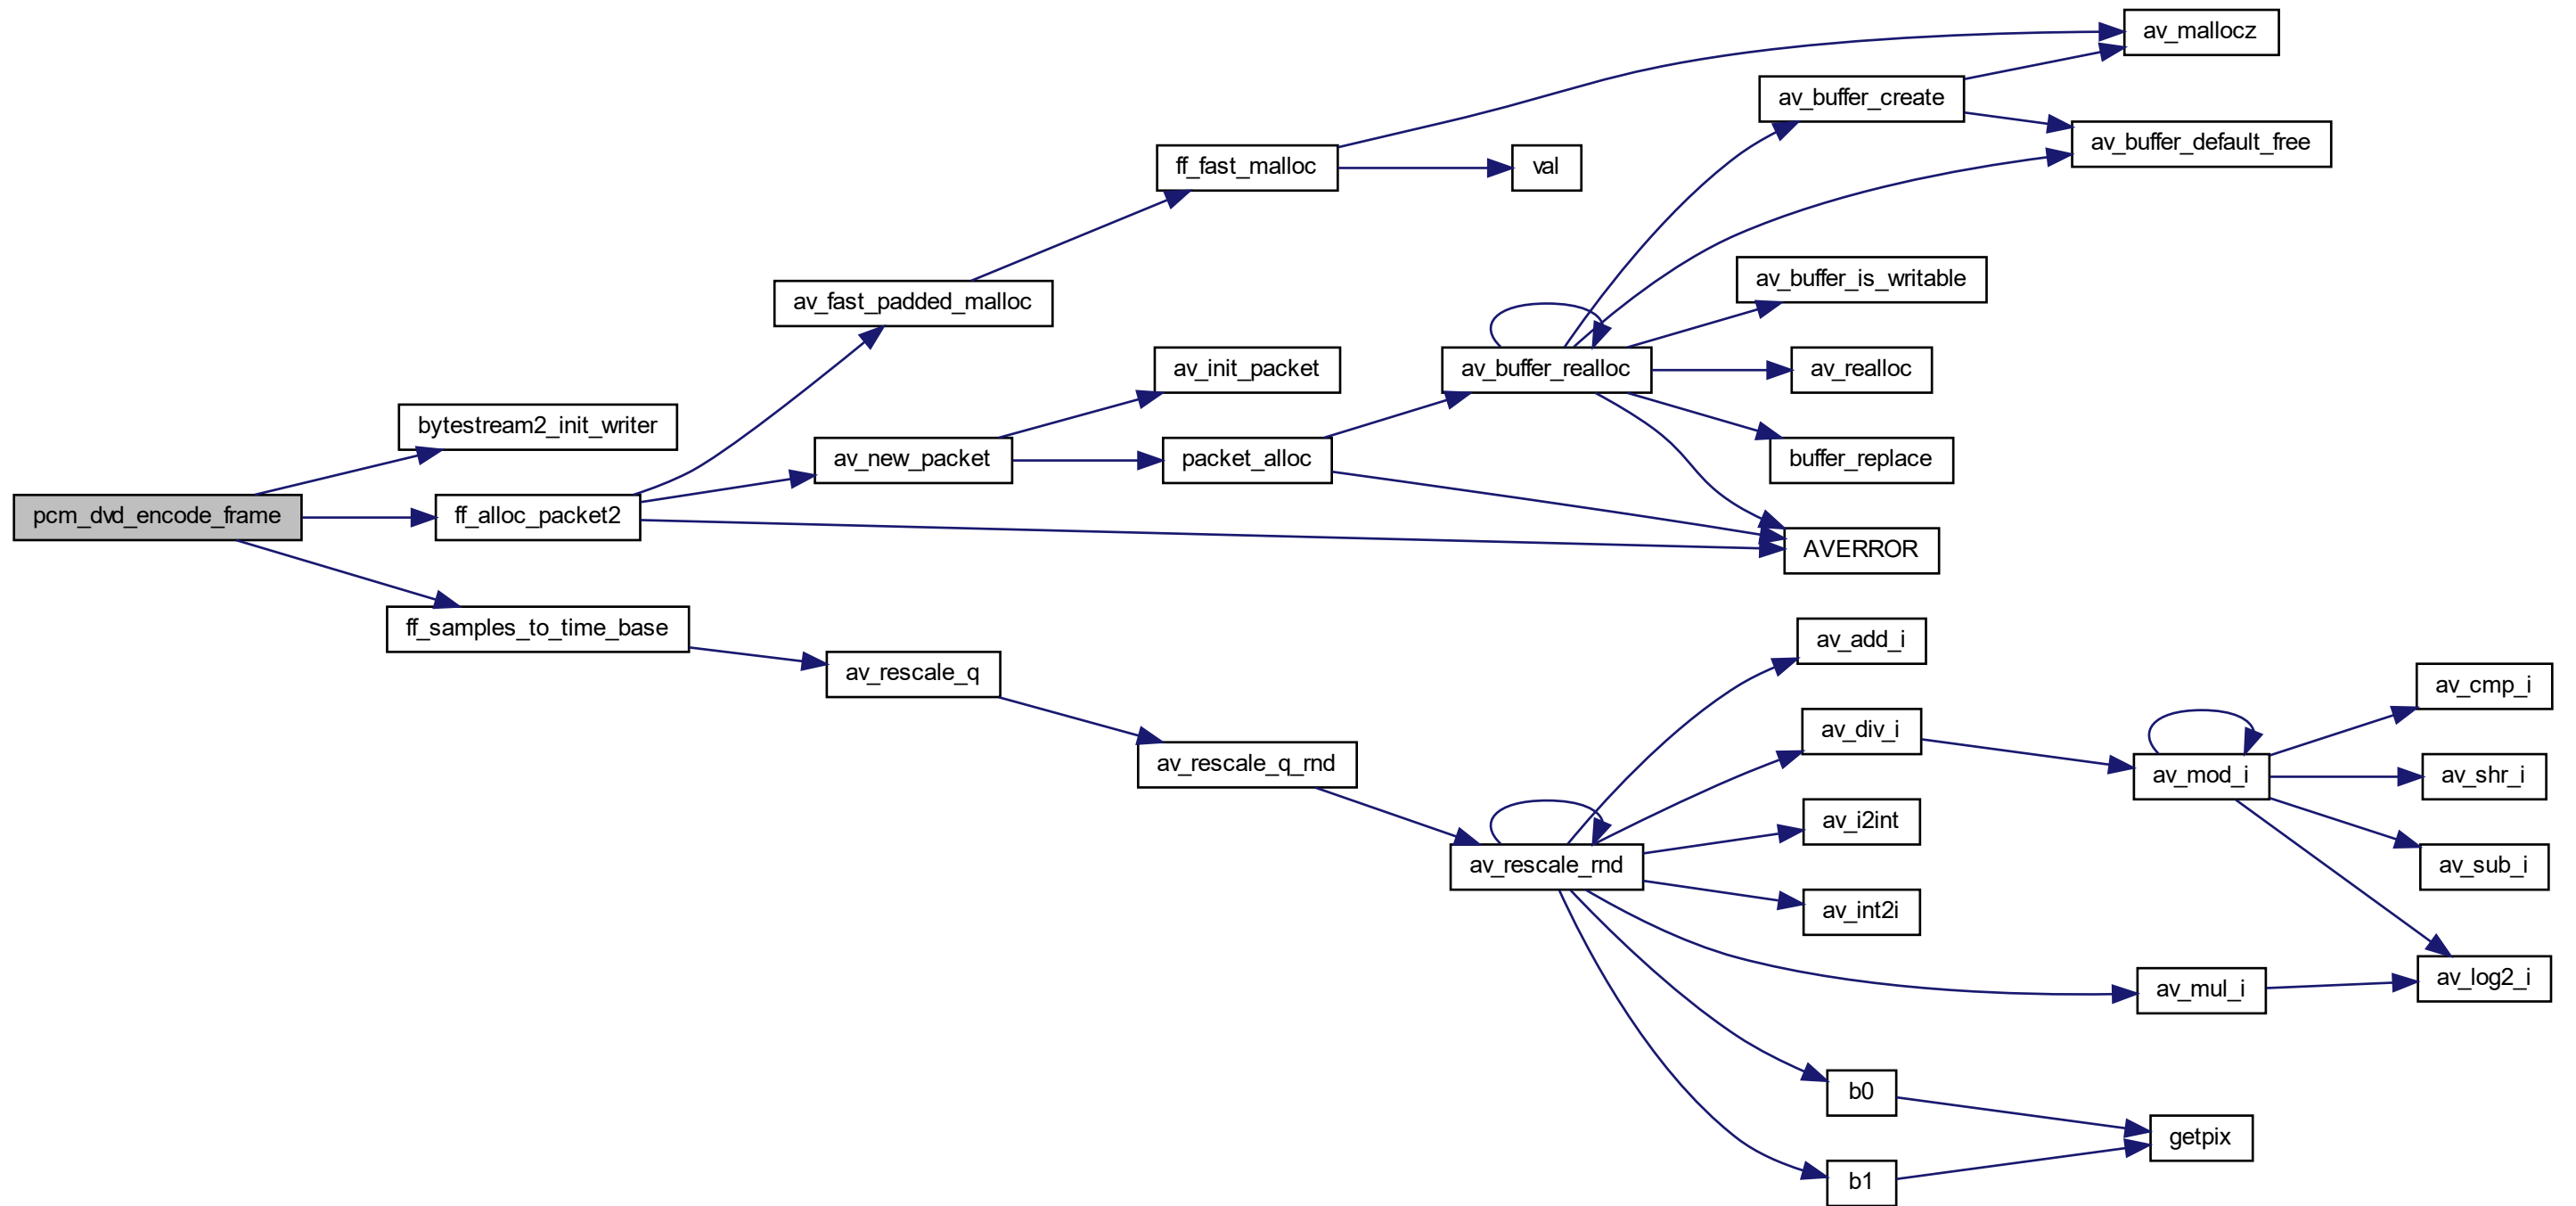 av_mallocz
av_buffer_create
av_buffer_default_free
ff_fast_malloc
val
av_buffer_is_writable
av_fast_padded_malloc
av_init_packet
av_buffer_realloc
av_realloc
bytestream2_init_writer
av_new_packet
packet_alloc
buffer_replace
pcm_dvd_encode_frame
ff_alloc_packet2
AVERROR
ff_samples_to_time_base
av_add_i
av_rescale_q
av_cmp_i
av_div_i
av_rescale_q_rnd
av_mod_i
av_shr_i
av_i2int
av_rescale_rnd
av_sub_i
av_int2i
av_mul_i
av_log2_i
b0
getpix
b1